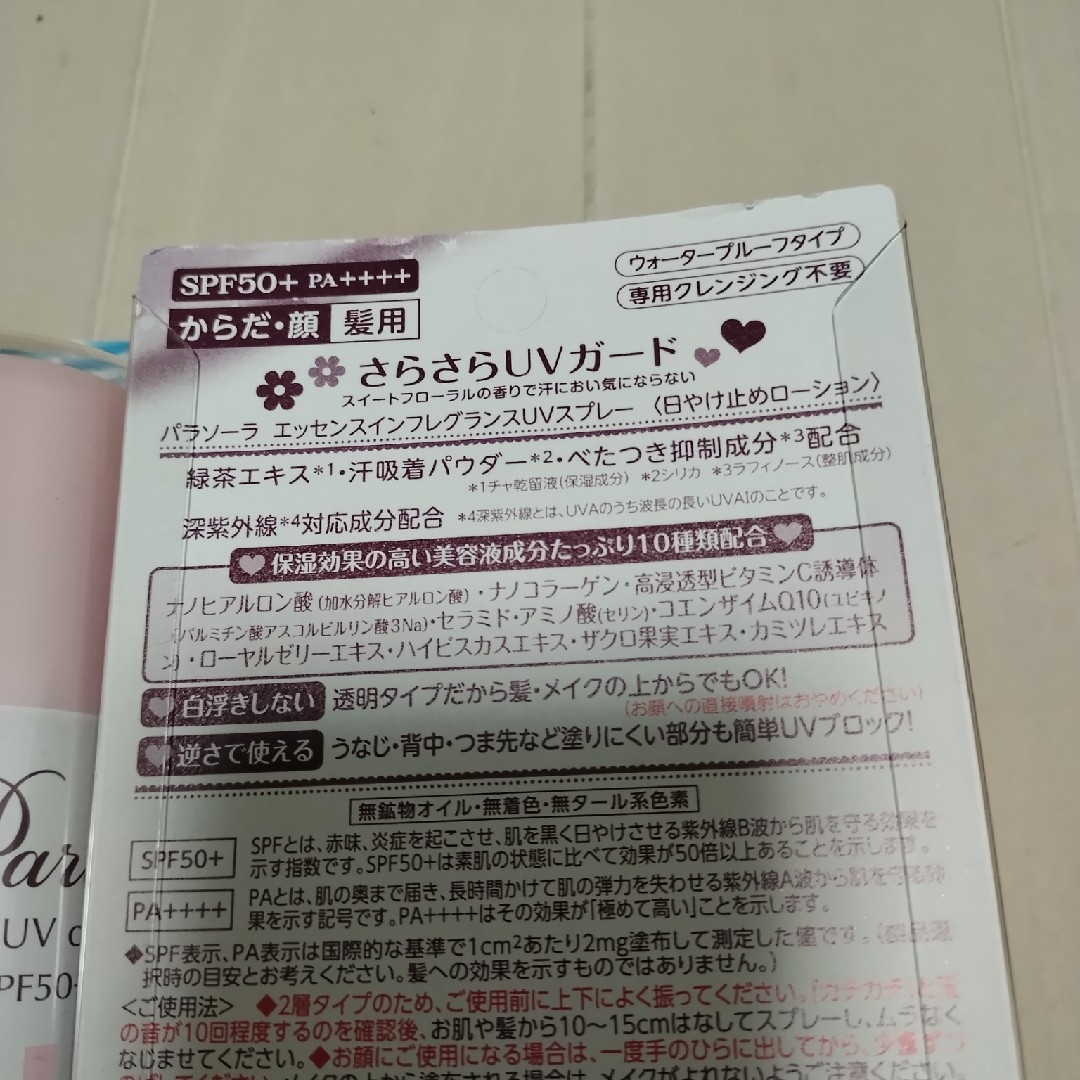 SPF50+ PA++++
ウォータープルーフタイプ
専用クレンジング不要
からだ・顔 髪用
さらさらUVガード
スイートフローラルの香りで汗におい気にならない
パラソーラ エッセンスインフレグランスUVスプレー 〈日やけ止めローション〉
緑茶エキス*1・汗吸着パウダー*2・べたつき抑制成分*3配合
*1チャ乾留液(保湿成分) *2シリカ *3ラフィノース(整肌成分)
深紫外線*4対応成分配合 *4深紫外線とは、UVAのうち波長の長いUVAIのことです。
保湿効果の高い美容液成分たっぷり10種類配合
ナノヒアルロン酸(加水分解ヒアルロン酸)・ナノコラーゲン・高浸透型ビタミンC誘導体
(パルミチン酸アスコルビルリン酸3Na)・セラミド・アミノ酸(セリン)・コエンザイムQ10(ユビキノ
ン)・ローヤルゼリーエキス・ハイビスカスエキス・ザクロ果実エキス・カミツレエキス
白浮きしない 透明タイプだから髪・メイクの上からでもOK!
(お顔への直接噴射はおやめください)
逆さで使える うなじ・背中・つま先など塗りにくい部分も簡単UVブロック!
無鉱物オイル・無着色・無タール系色素
SPF50+ SPFとは、赤味、炎症を起こさせ、肌を黒く日やけさせる紫外線B波から肌を守る効果を
示す指数です。SPF50+は素肌の状態に比べて効果が50倍以上あることを示します。
PA++++ PAとは、肌の奥まで届き、長時間かけて肌の弾力を失わせる紫外線A波から肌を守る効
果を示す記号です。PA++++はその効果が「極めて高い」ことを示します。
◆SPF表示、PA表示は国際的な基準で1cm²あたり2mg塗布して測定した値です。(商品選
択時の目安とお考えください。髪への効果を示すものではありません。)
<ご使用法> ◆2層タイプのため、ご使用前に上下によく振ってください。「カチカチ」と
の音が10回程度するのを確認後、お肌や髪から10〜15cmはなしてスプレーし、ムラなく
なじませてください。◆お顔にご使用になる場合は、一度手のひらに出してから、少量ずつ
Par
UV
PF50+